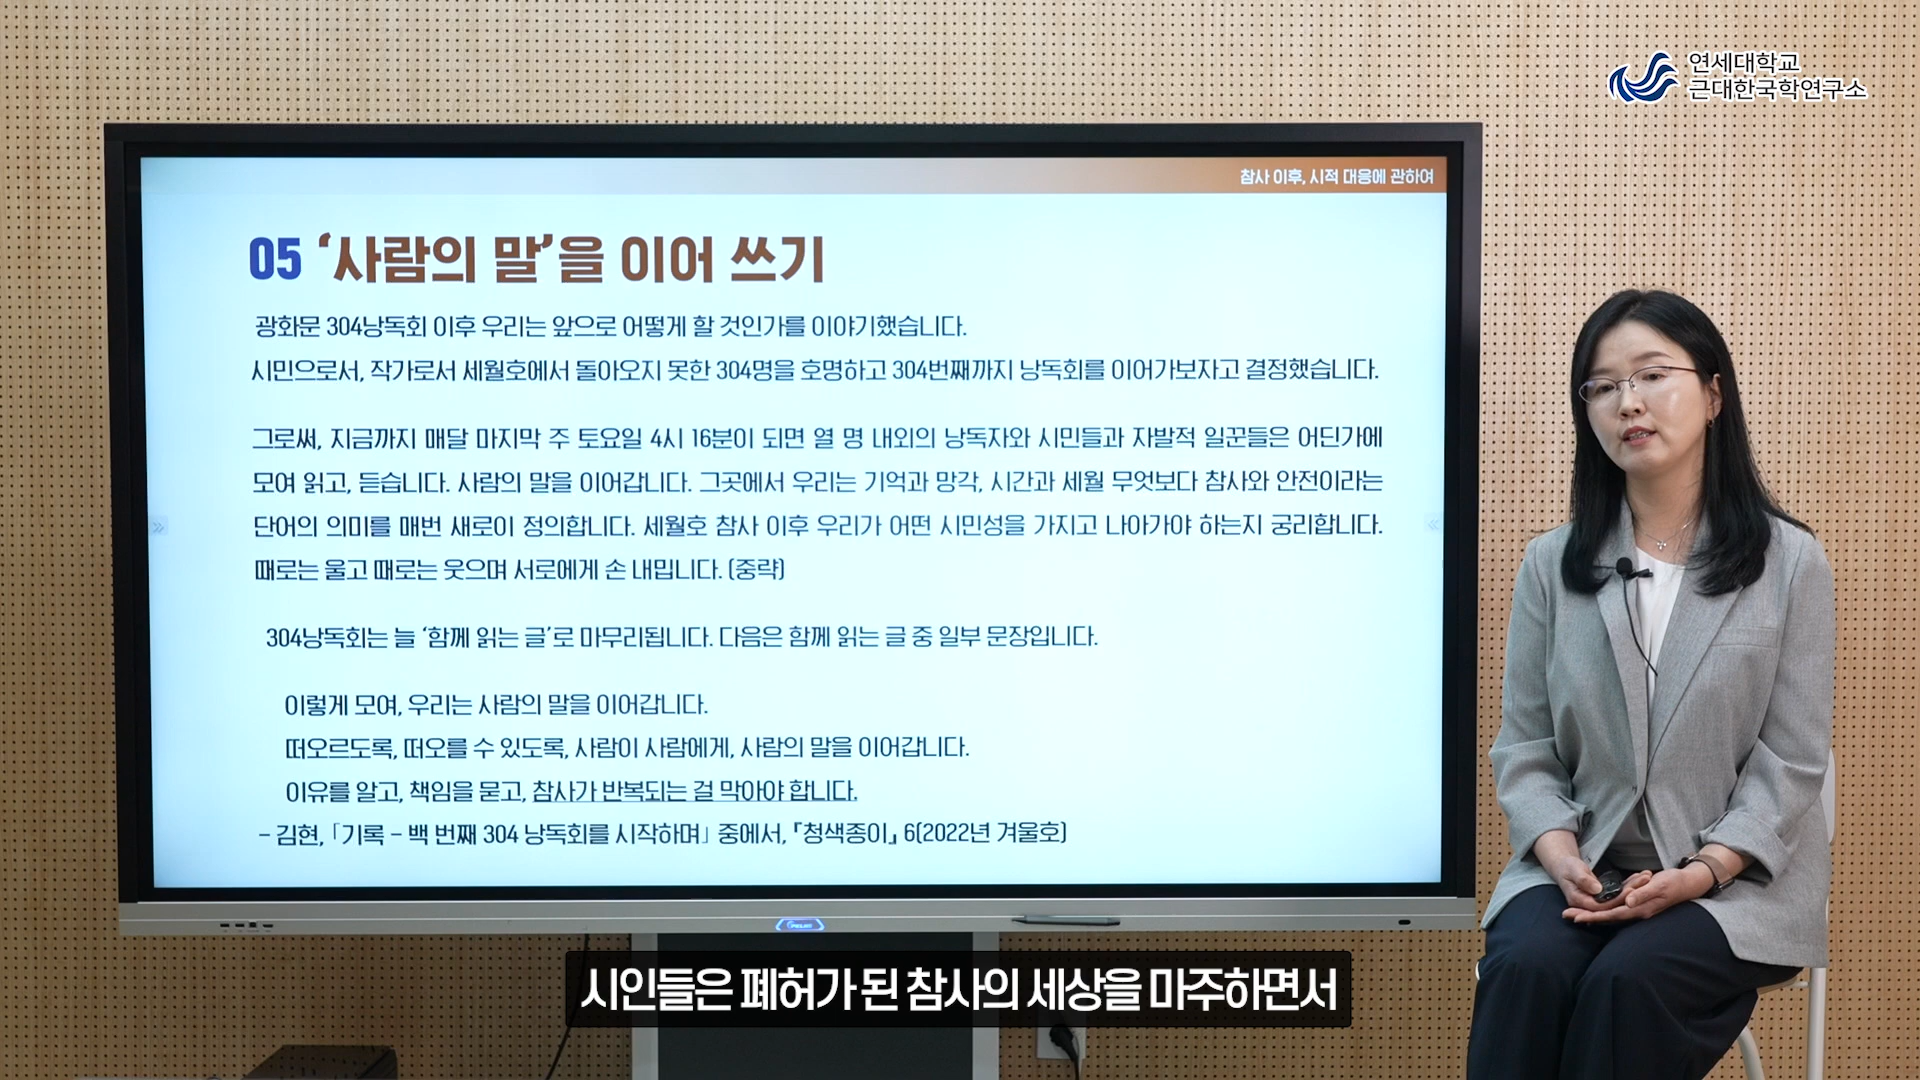 연세대학교
근대한국학연구소
참사 이후, 시적 대응에 관하여
05 ‘사람의 말’을 이어 쓰기
광화문 304낭독회 이후 우리는 앞으로 어떻게 할 것인가를 이야기했습니다.
시민으로서, 작가로서 세월호에서 돌아오지 못한 304명을 호명하고 304번째까지 낭독회를 이어가보자고 결정했습니다.
그로써, 지금까지 매달 마지막 주 토요일 4시 16분이 되면 열 명 내외의 낭독자와 시민들과 자발적 일꾼들은 어딘가에
모여 읽고, 듣습니다. 사람의 말을 이어갑니다. 그곳에서 우리는 기억과 망각, 시간과 세월 무엇보다 참사와 안전이라는
단어의 의미를 매번 새로이 정의합니다. 세월호 참사 이후 우리가 어떤 시민성을 가지고 나아가야 하는지 궁리합니다.
때로는 울고 때로는 웃으며 서로에게 손 내밉니다. (중략)
304낭독회는 늘 ‘함께 읽는 글’로 마무리됩니다. 다음은 함께 읽는 글 중 일부 문장입니다.
이렇게 모여, 우리는 사람의 말을 이어갑니다.
떠오르도록, 떠오를 수 있도록, 사람이 사람에게, 사람의 말을 이어갑니다.
이유를 알고, 책임을 묻고, 참사가 반복되는 걸 막아야 합니다.
– 김현, 「기록 – 백 번째 304 낭독회를 시작하며」 중에서, 『청색종이』 6(2022년 겨울호)
시인들은 폐허가 된 참사의 세상을 마주하면서